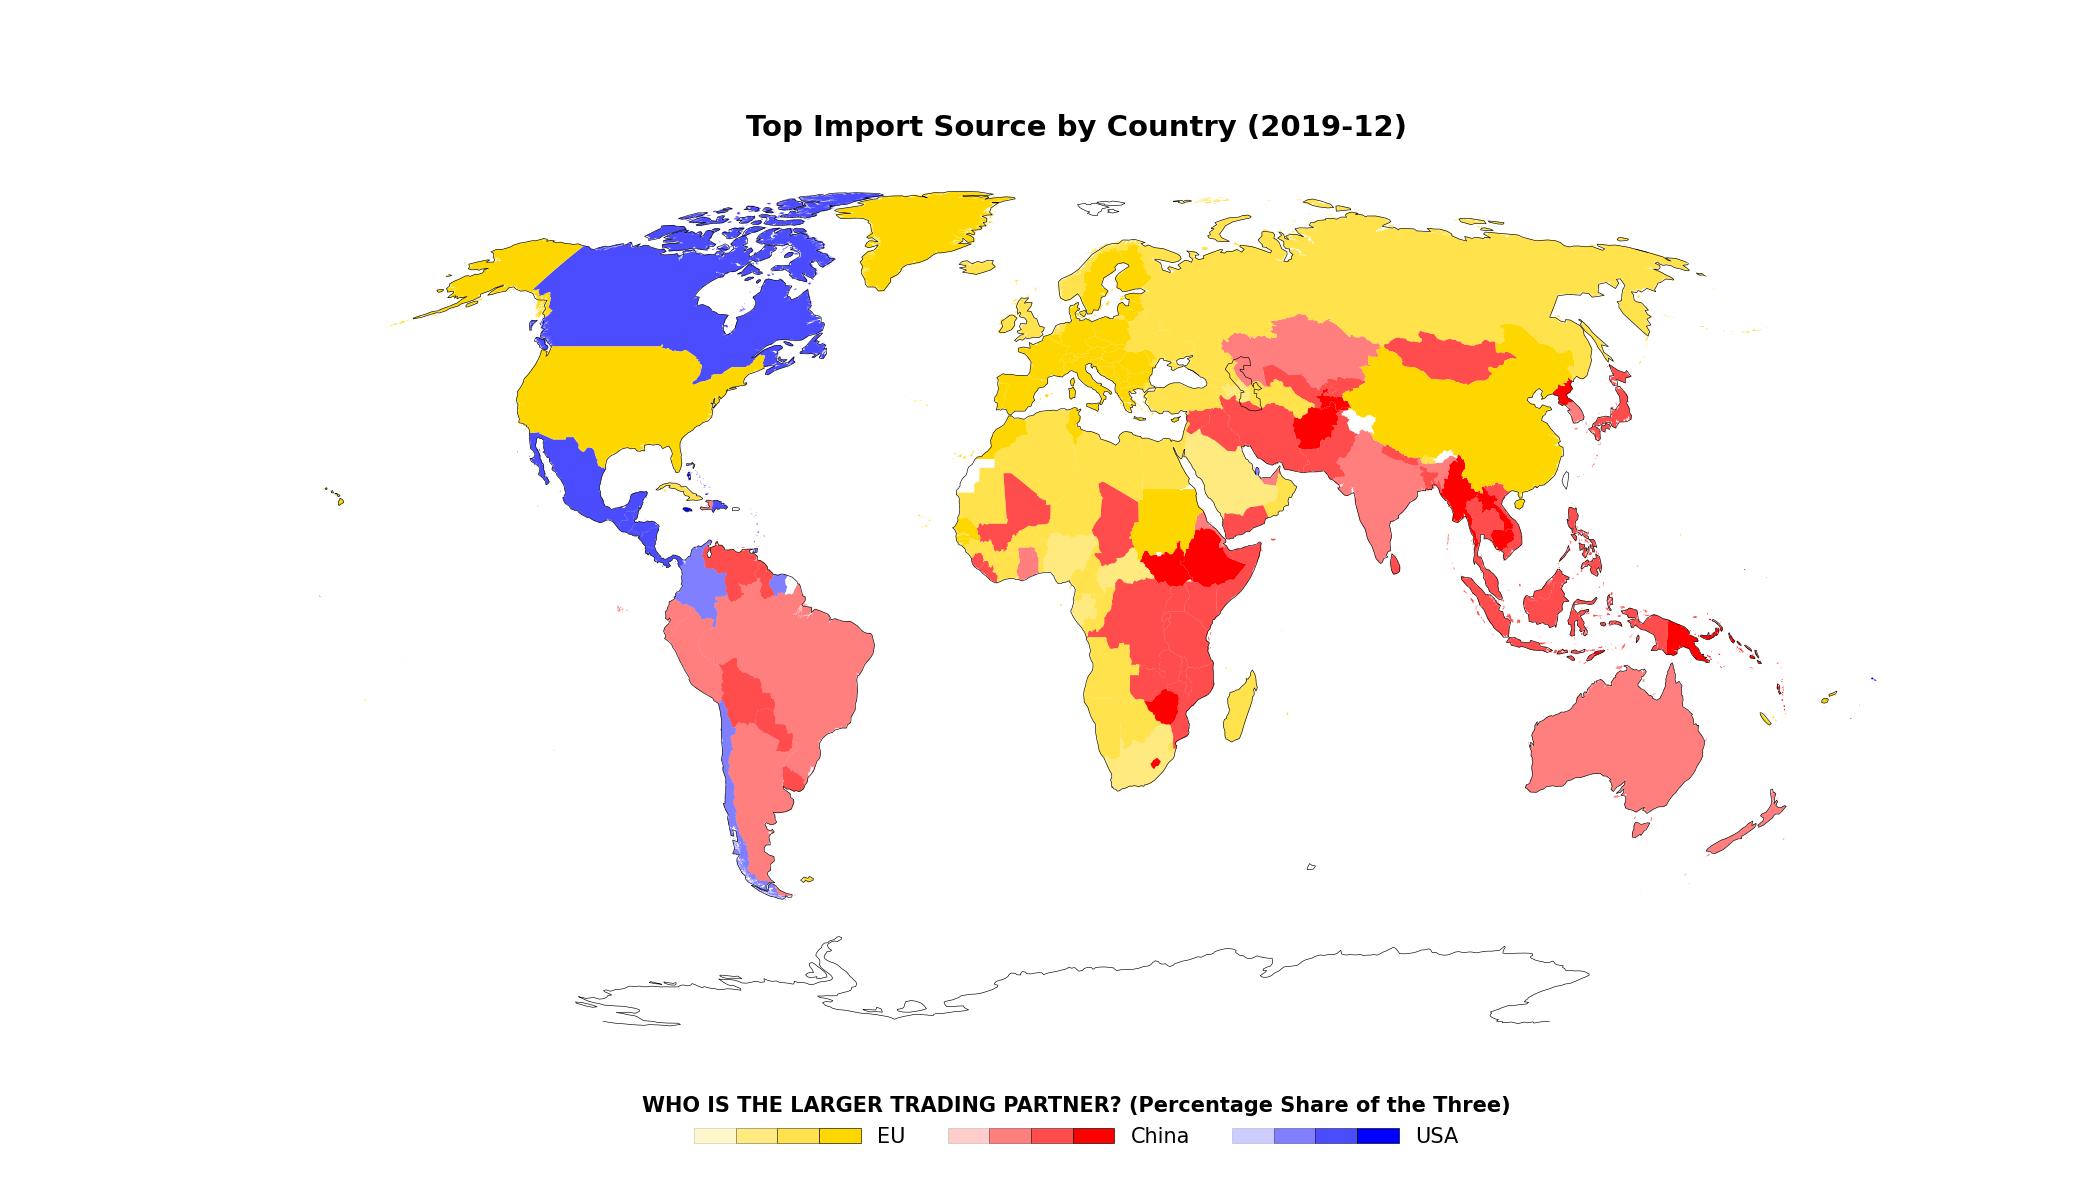 Top Import Source by Country (2019-12)
WHO IS THE LARGER TRADING PARTNER? (Percentage Share of the Three)
EU China USA